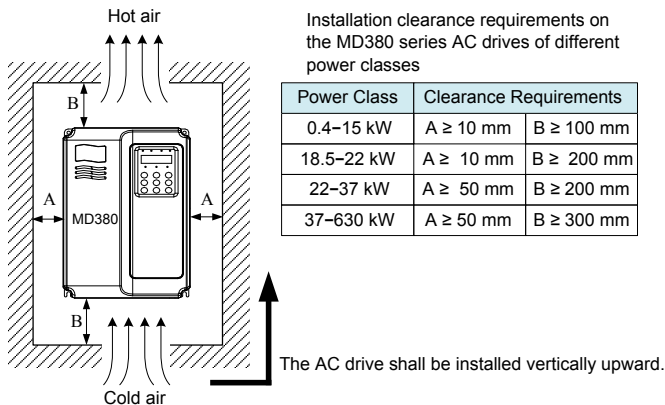 Hot air
B
A
MD380
A
B
Cold air
Installation clearance requirements on
the MD380 series AC drives of different
power classes
Power Class Clearance Requirements
0.4–15 kW A ≥ 10 mm B ≥ 100 mm
18.5–22 kW A ≥ 10 mm B ≥ 200 mm
22–37 kW A ≥ 50 mm B ≥ 200 mm
37–630 kW A ≥ 50 mm B ≥ 300 mm
The AC drive shall be installed vertically upward.